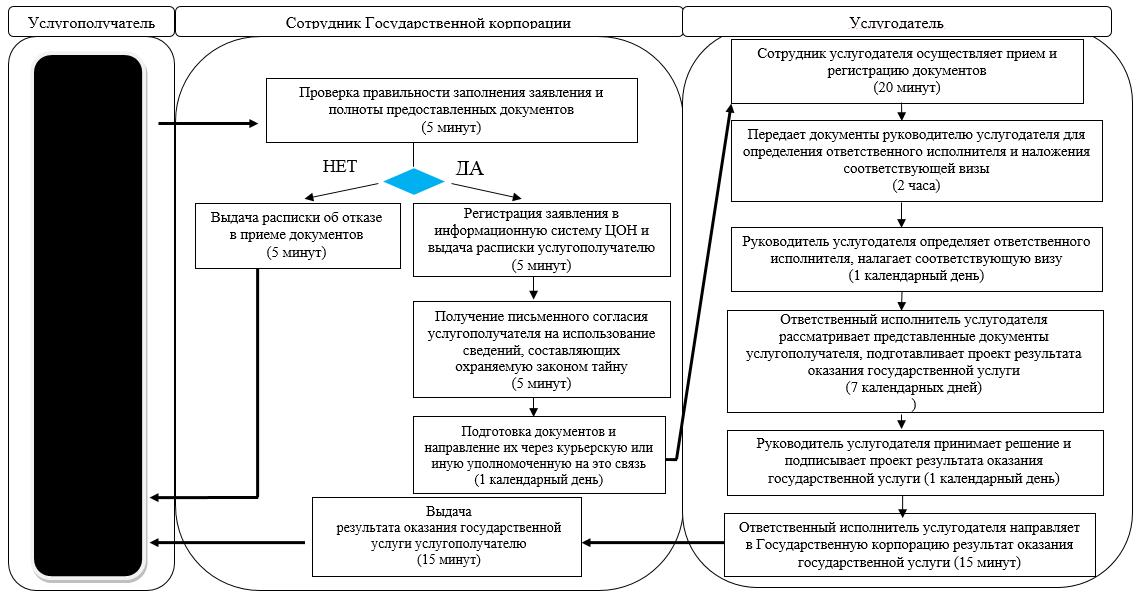 Услугополучатель
Сотрудник Государственной корпорации
Услугодатель
Проверка правильности заполнения заявления и
полноты предоставленных документов
(5 минут)
НЕТ
ДА
Выдача расписки об отказе
в приеме документов
(5 минут)
Регистрация заявления в
информационную систему ЦОН и
выдача расписки услугополучателю
(5 минут)
Получение письменного согласия
услугополучателя на использование
сведений, составляющих
охраняемую законом тайну
(5 минут)
Подготовка документов и
направление их через курьерскую или
иную уполномоченную на это связь
(1 календарный день)
Выдача
результата оказания государственной
услуги услугополучателю
(15 минут)
Сотрудник услугодателя осуществляет прием и
регистрацию документов
(20 минут)
Передает документы руководителю услугодателя для
определения ответственного исполнителя и наложения
соответствующей визы
(2 часа)
Руководитель услугодателя определяет ответственного
исполнителя, налагает соответствующую визу
(1 календарный день)
Ответственный исполнитель услугодателя
рассматривает представленные документы
услугополучателя, подготавливает проект результата
оказания государственной услуги
(7 календарных дней)
)
Руководитель услугодателя принимает решение и
подписывает проект результата оказания
государственной услуги (1 календарный день)
Ответственный исполнитель услугодателя направляет
в Государственную корпорацию результат оказания
государственной услуги (15 минут)